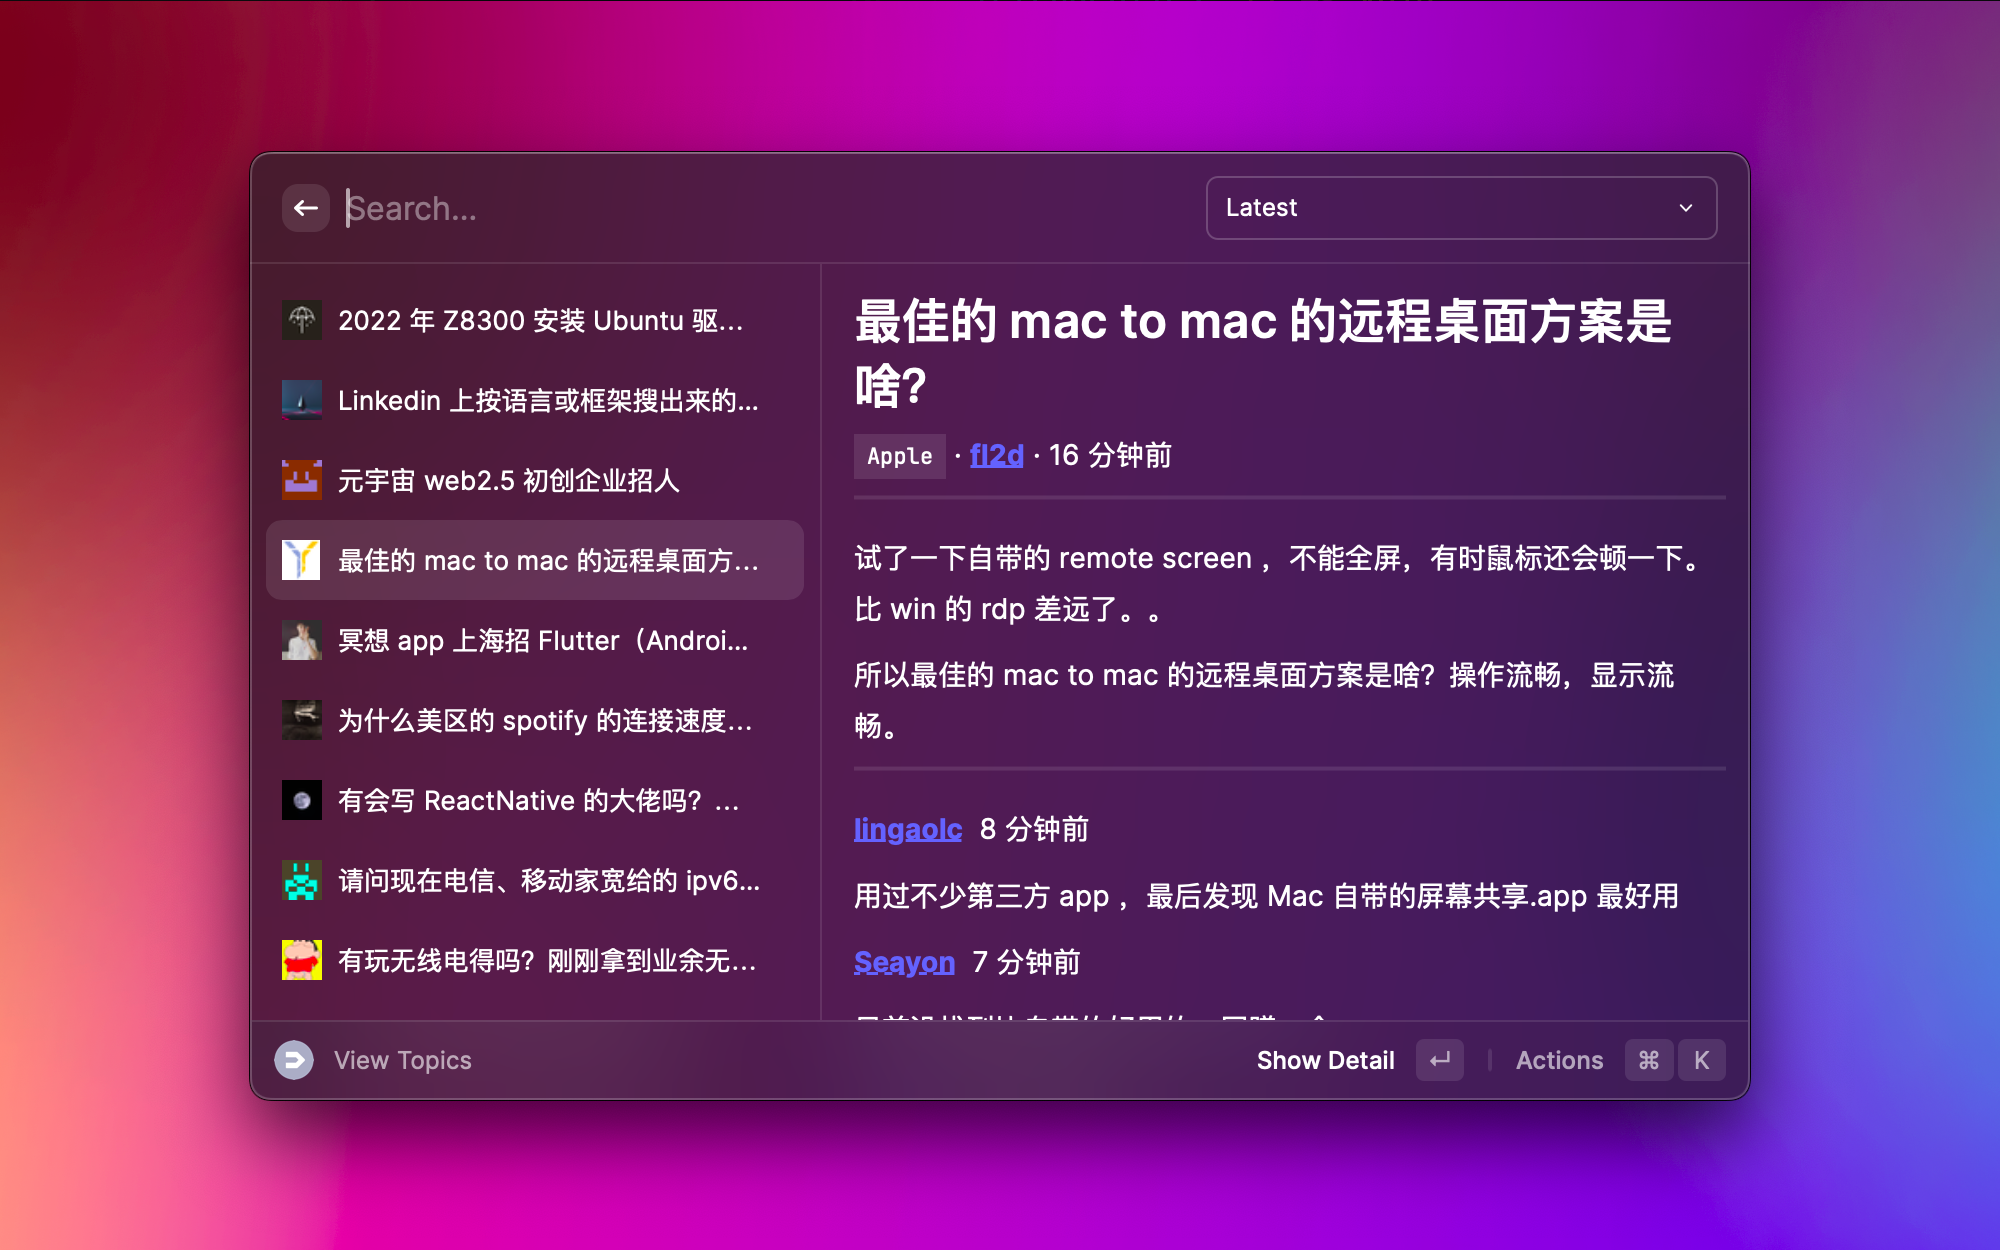 Search...
Latest
2022 年 Z8300 安装 Ubuntu 驱...
Linkedin 上按语言或框架搜出来的...
元宇宙 web2.5 初创企业招人
最佳的 mac to mac 的远程桌面方...
冥想 app 上海招 Flutter（Androi...
为什么美区的 spotify 的连接速度...
有会写 ReactNative 的大佬吗？...
请问现在电信、移动家宽给的 ipv6...
有玩无线电得吗？刚刚拿到业余无...
最佳的 mac to mac 的远程桌面方案是
啥？
Apple · fl2d · 16 分钟前
试了一下自带的 remote screen ，不能全屏，有时鼠标还会顿一下。
比 win 的 rdp 差远了。。
所以最佳的 mac to mac 的远程桌面方案是啥？操作流畅，显示流
畅。
lingaolc 8 分钟前
用过不少第三方 app ，最后发现 Mac 自带的屏幕共享.app 最好用
Seayon 7 分钟前
View Topics
Show Detail ↵ | Actions ⌘ K